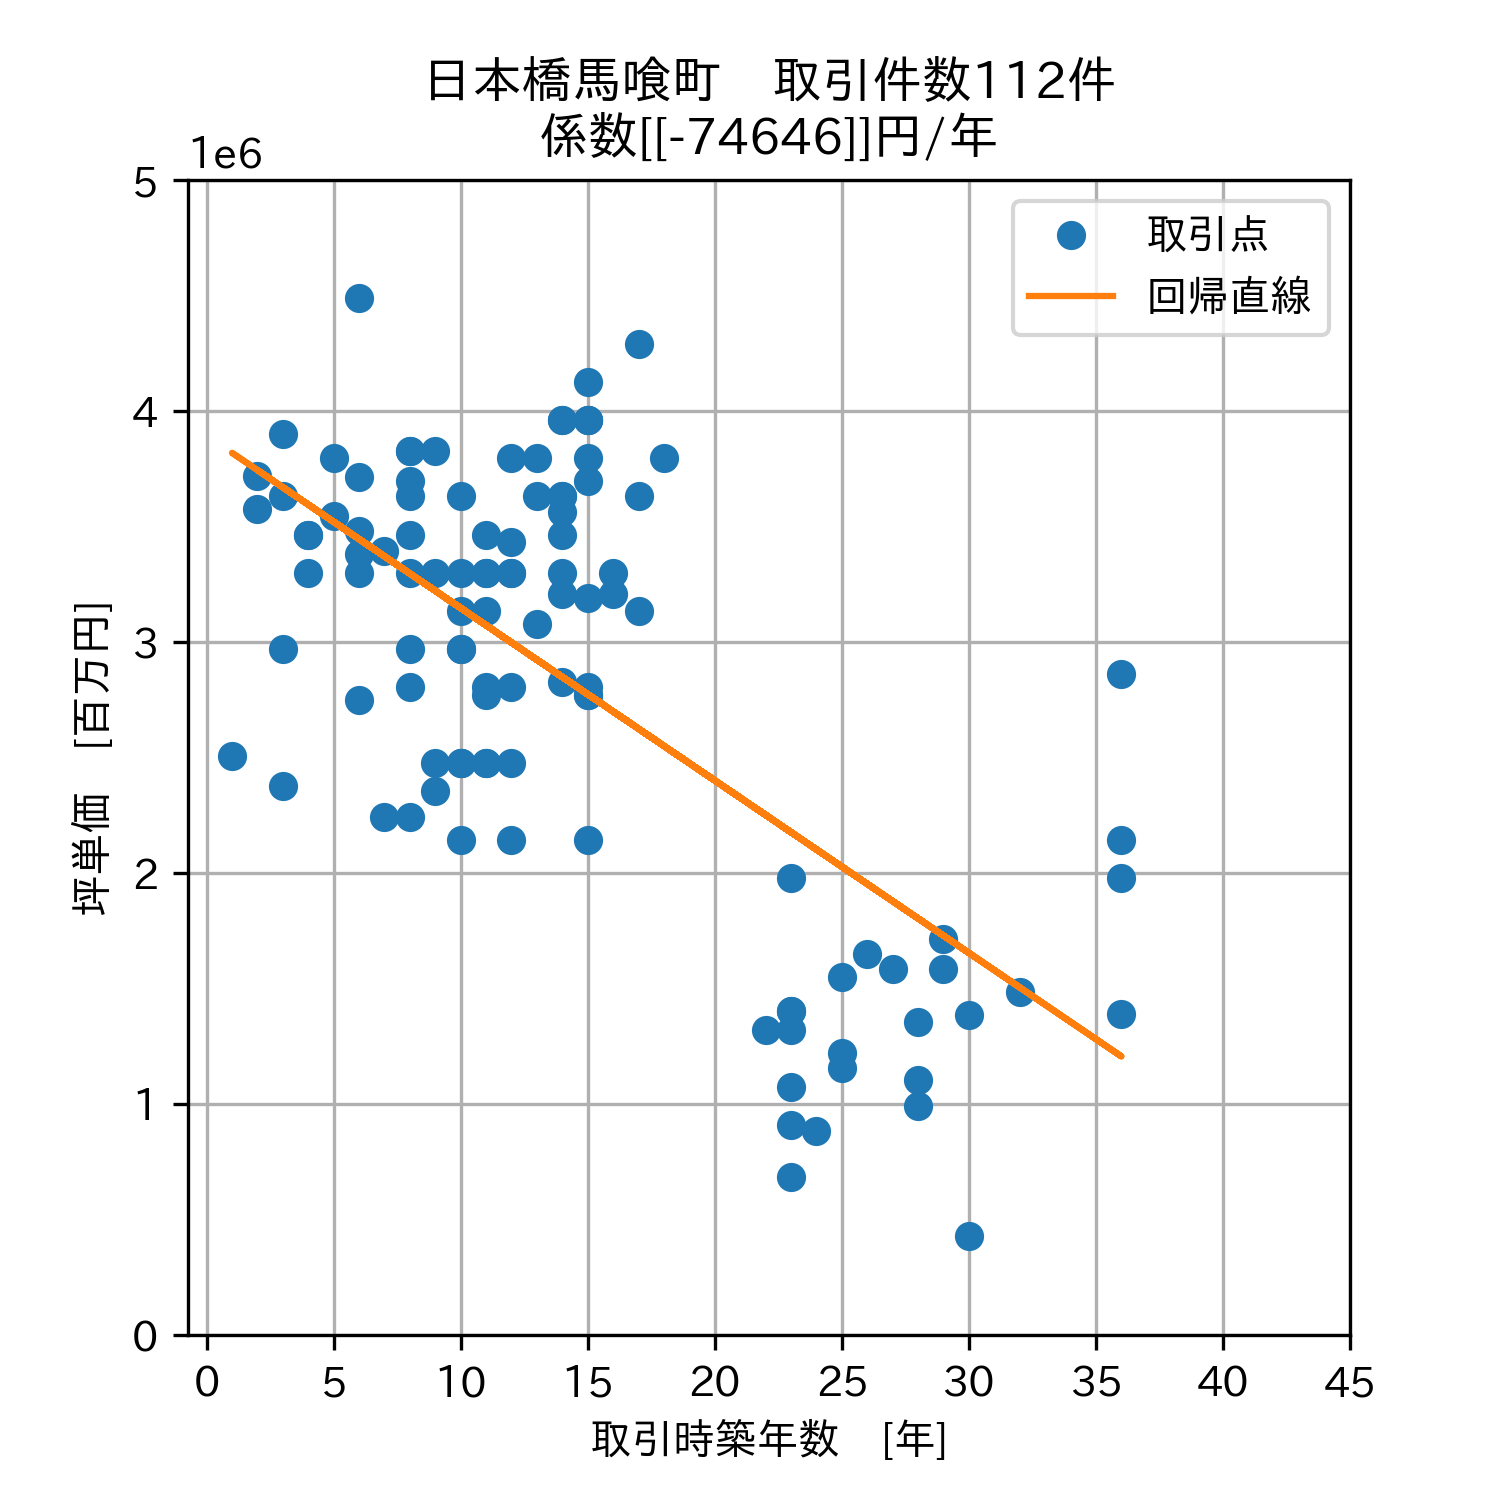 日本橋馬喰町　取引件数112件
係数[[-74646]]円/年
1e6
5
4
3
2
1
0
坪単価　[百万円]
取引点
回帰直線
0 5 10 15 20 25 30 35 40 45
取引時築年数　[年]